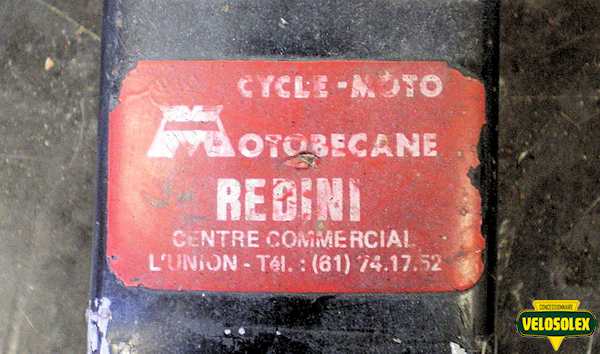 CYCLE-MOTO
MOTOBECANE
REDINI
CENTRE COMMERCIAL
L'UNION - Tél. : (61) 74.17.52
CONCESSIONNAIRE
VELOSOLEX